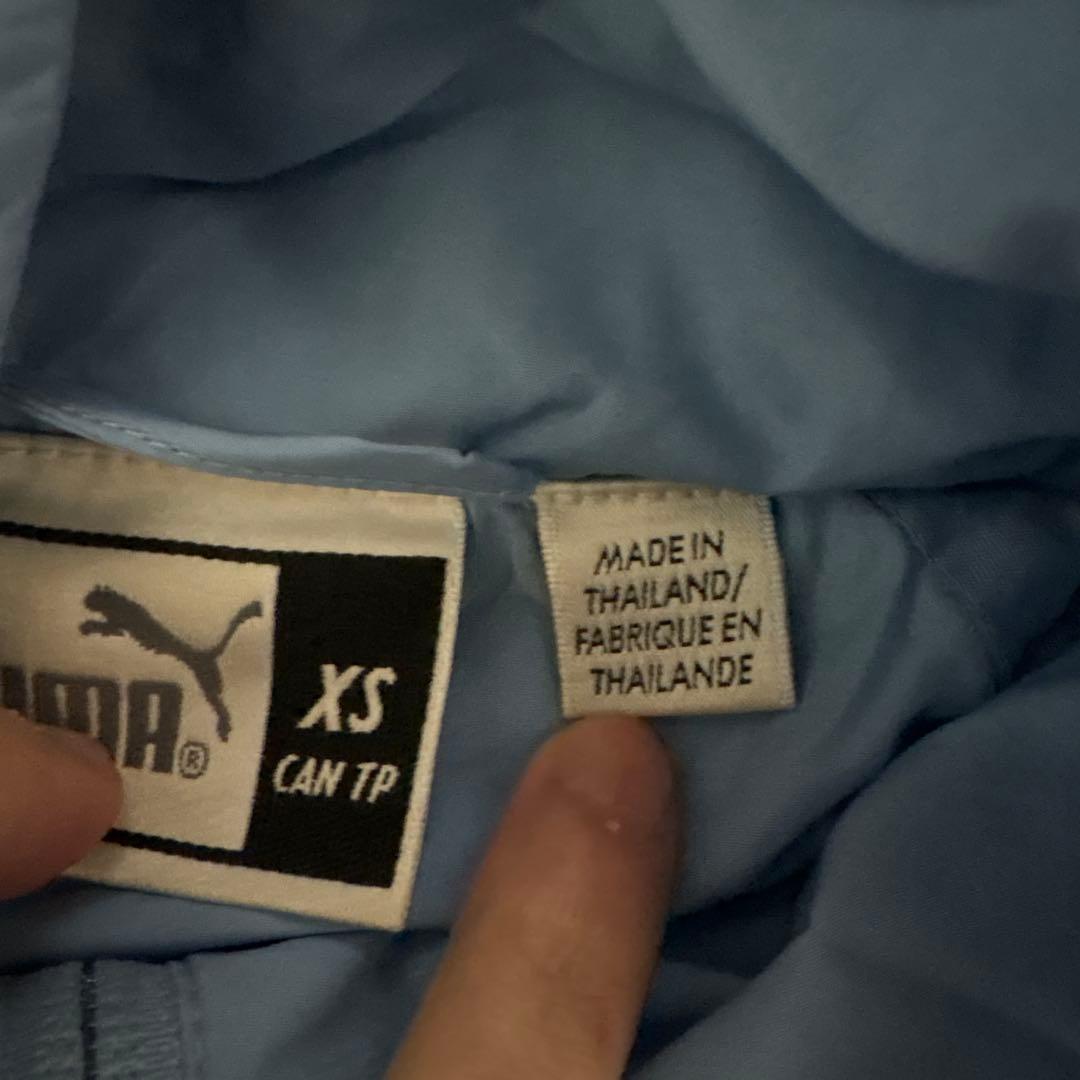 XS
CAN TP
MADE IN
THAILAND/
FABRIQUE EN
THAILANDE